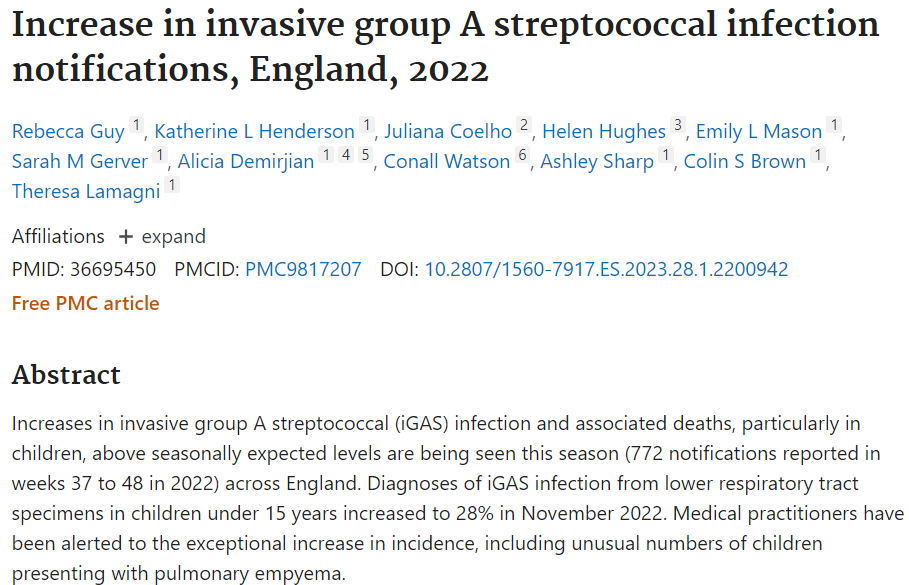 Increase in invasive group A streptococcal infection
notifications, England, 2022
Rebecca Guy 1, Katherine L Henderson 1, Juliana Coelho 2, Helen Hughes 3, Emily L Mason 1,
Sarah M Gerver 1, Alicia Demirjian 1 4 5, Conall Watson 6, Ashley Sharp 1, Colin S Brown 1,
Theresa Lamagni 1
Affiliations + expand
PMID: 36695450 PMCID: PMC9817207 DOI: 10.2807/1560-7917.ES.2023.28.1.2200942
Free PMC article
Abstract
Increases in invasive group A streptococcal (iGAS) infection and associated deaths, particularly in
children, above seasonally expected levels are being seen this season (772 notifications reported in
weeks 37 to 48 in 2022) across England. Diagnoses of iGAS infection from lower respiratory tract
specimens in children under 15 years increased to 28% in November 2022. Medical practitioners have
been alerted to the exceptional increase in incidence, including unusual numbers of children
presenting with pulmonary empyema.